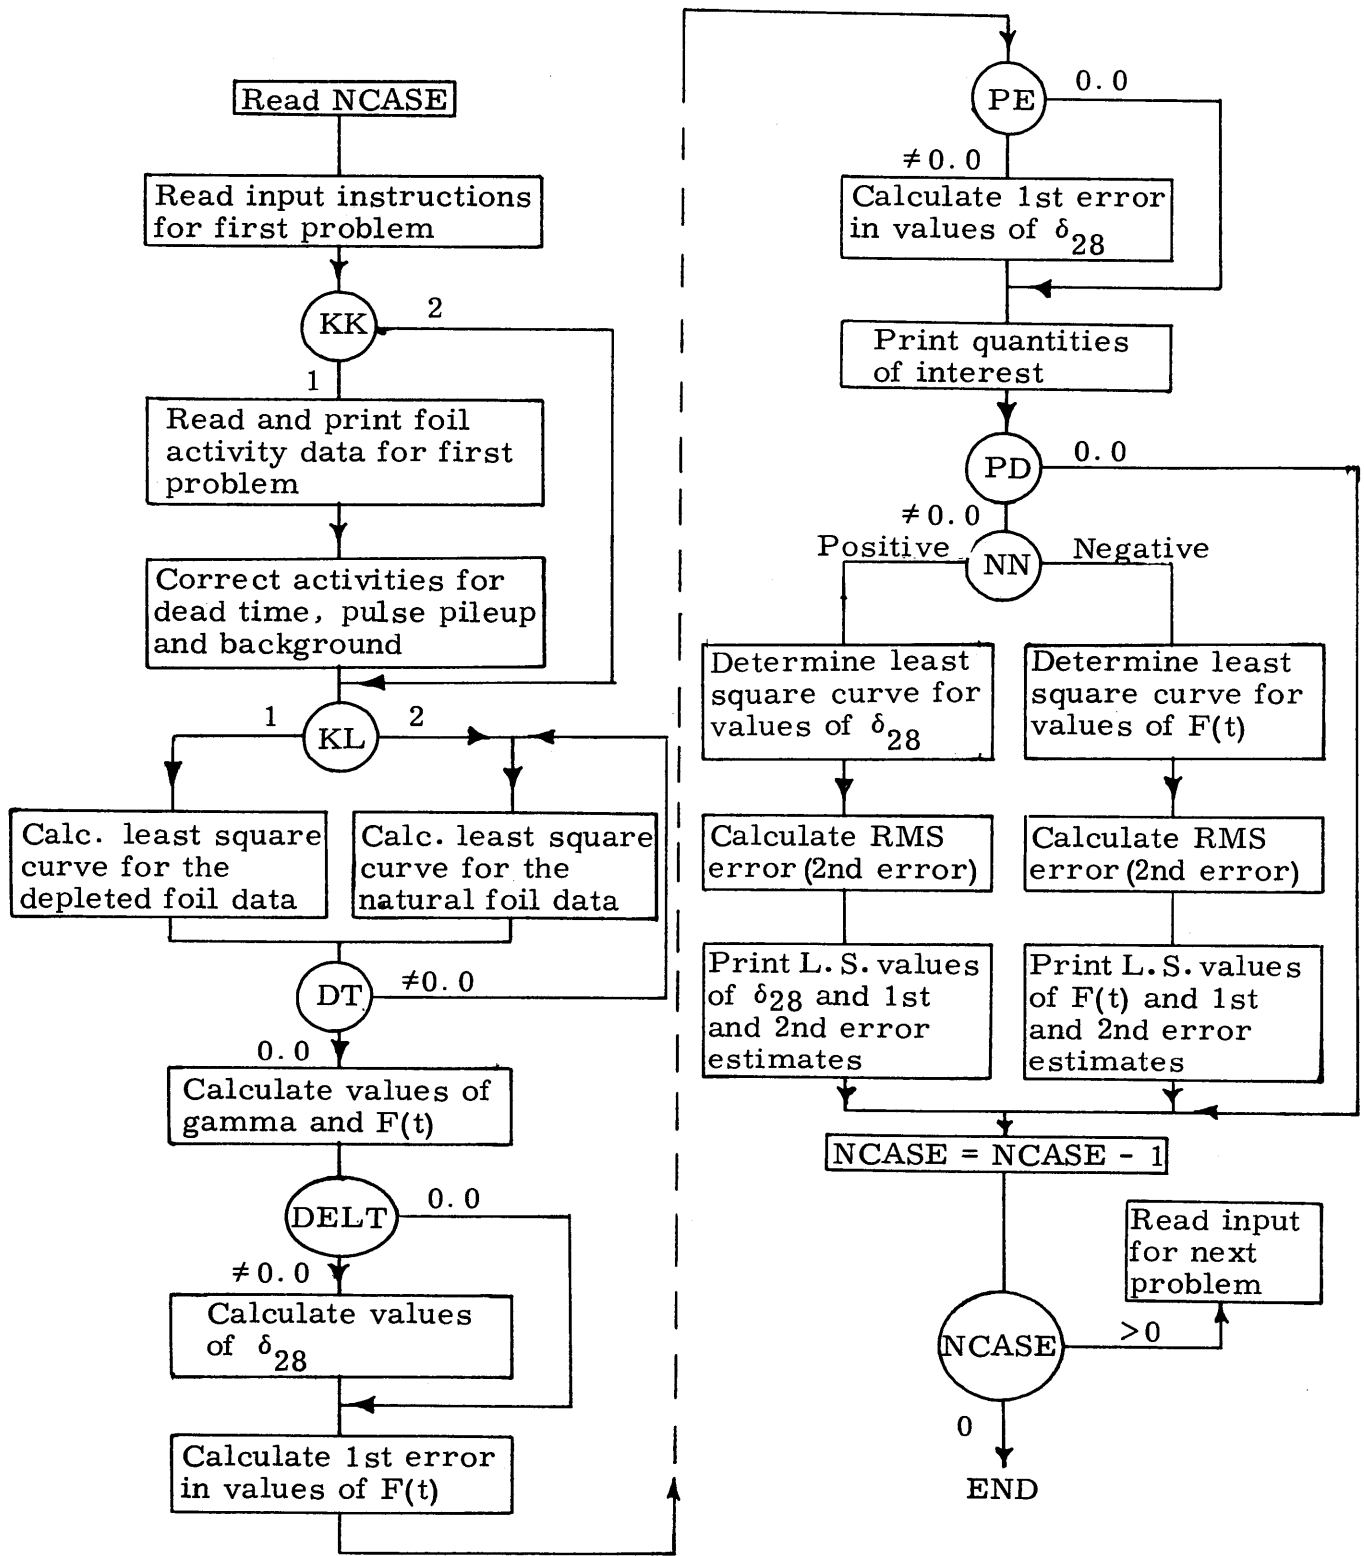 Read NCASE
Read input instructions
for first problem
KK
2
1
Read and print foil
activity data for first
problem
Correct activities for
dead time, pulse pileup
and background
1
KL
2
Calc. least square
curve for the
depleted foil data
Calc. least square
curve for the
natural foil data
DT
≠0.0
0.0
Calculate values of
gamma and F(t)
DELT
0.0
≠0.0
Calculate values
of δ28
Calculate 1st error
in values of F(t)
PE
0.0
≠0.0
Calculate 1st error
in values of δ28
Print quantities
of interest
PD
0.0
≠0.0
Positive
NN
Negative
Determine least
square curve for
values of δ28
Determine least
square curve for
values of F(t)
Calculate RMS
error (2nd error)
Calculate RMS
error (2nd error)
Print L.S. values
of δ28 and 1st
and 2nd error
estimates
Print L.S. values
of F(t) and 1st
and 2nd error
estimates
NCASE = NCASE - 1
Read input
for next
problem
NCASE
>0
0
END